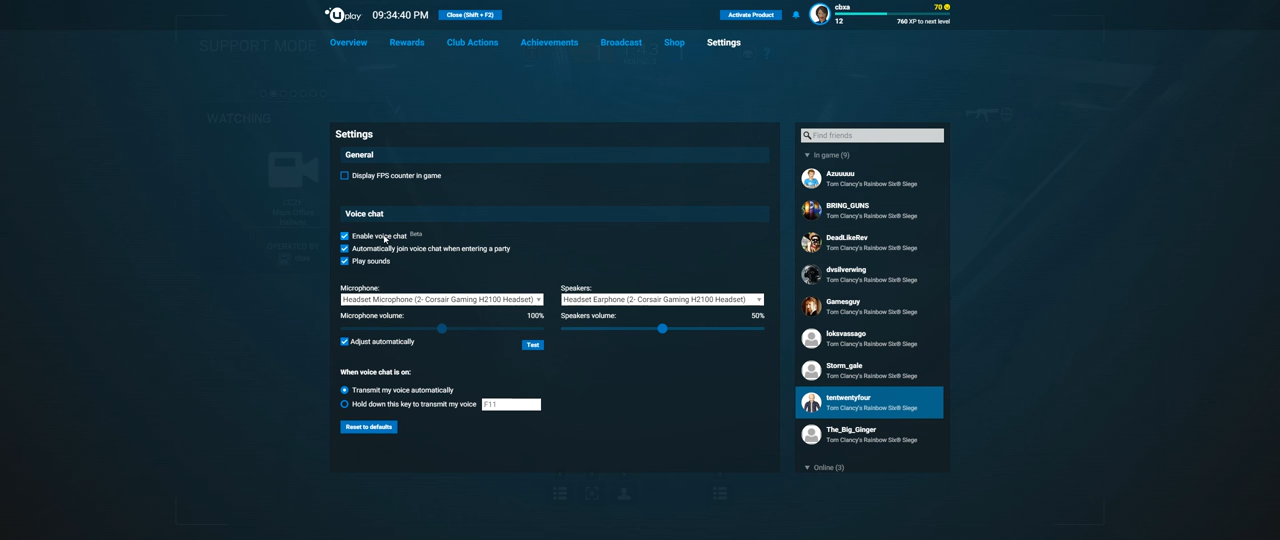 uplay 09:34:40 PM Close (Shift + F2) Activate Product cbxa 70
12 760 XP to next level
Overview Rewards Club Actions Achievements Broadcast Shop Settings
SUPPORT MODE
WATCHING
Settings
General
Display FPS counter in game
Voice chat
Enable voice chat Beta
Automatically join voice chat when entering a party
Play sounds
Microphone:
Headset Microphone (2- Corsair Gaming H2100 Headset)
Microphone volume: 100%
Adjust automatically
Test
Speakers:
Headset Earphone (2- Corsair Gaming H2100 Headset)
Speakers volume: 50%
When voice chat is on:
Transmit my voice automatically
Hold down this key to transmit my voice F11
Reset to defaults
Find friends
In game (9)
Azuuuuu
Tom Clancy's Rainbow Six® Siege
BRING_GUNS
Tom Clancy's Rainbow Six® Siege
DeadLikeRev
Tom Clancy's Rainbow Six® Siege
dvsilverwing
Tom Clancy's Rainbow Six® Siege
Gamesguy
Tom Clancy's Rainbow Six® Siege
loksvassago
Tom Clancy's Rainbow Six® Siege
Storm_gale
Tom Clancy's Rainbow Six® Siege
tentwentyfour
Tom Clancy's Rainbow Six® Siege
The_Big_Ginger
Tom Clancy's Rainbow Six® Siege
Online (3)
OPERATED BY